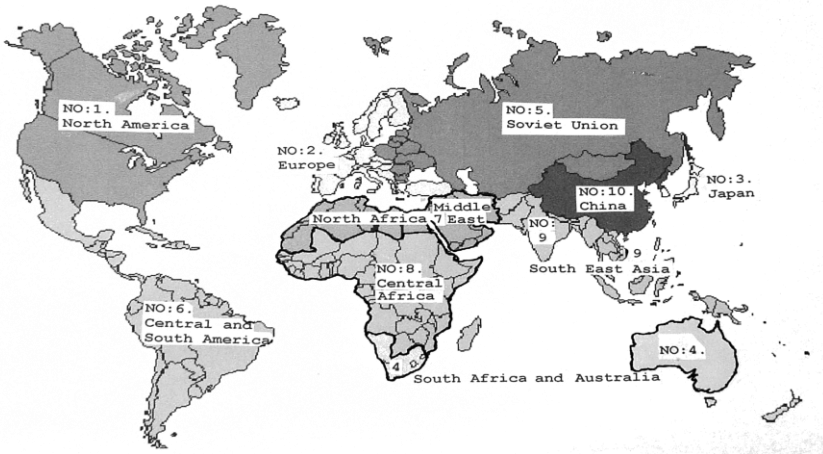 NO:1.
North America
NO:2.
Europe
NO:5.
Soviet Union
NO:3.
Japan
NO:10.
China
Middle
East
North Africa 7
NO:
9
9
South East Asia
NO:8.
Central
Africa
NO:6.
Central and
South America
NO:4.
4
South Africa and Australia
1